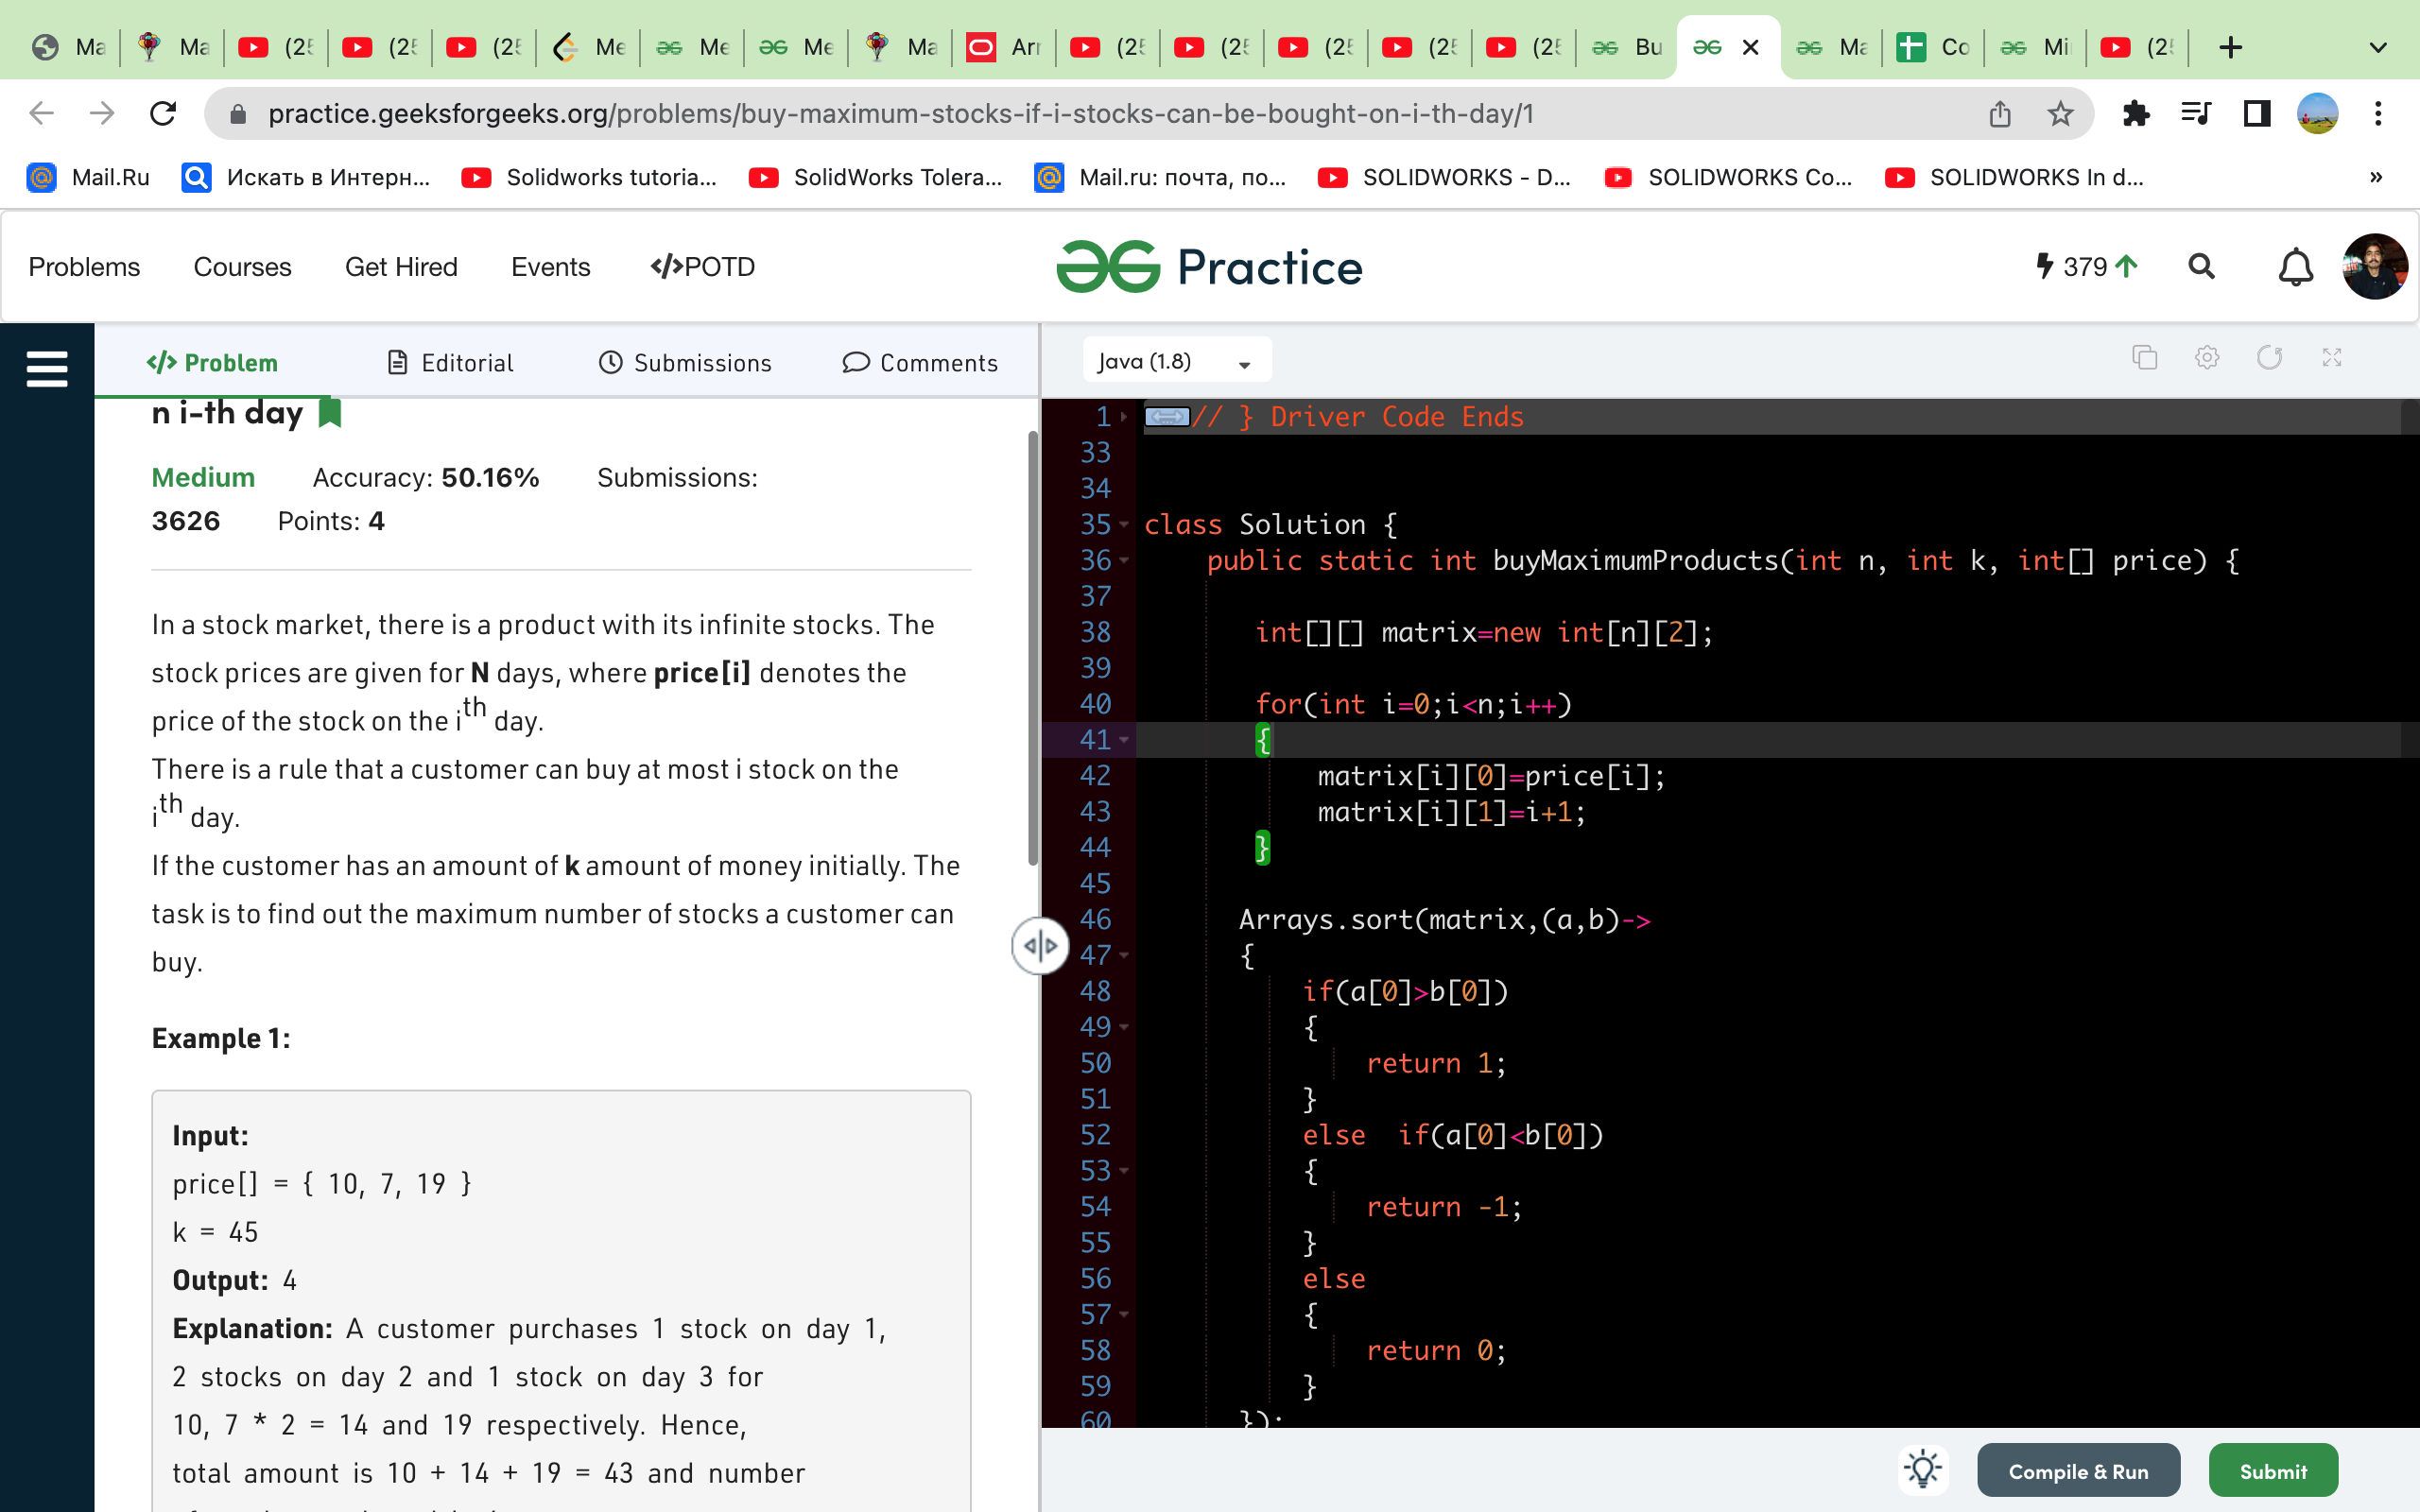 Ma Ma (25 (25 (25 Me Me Me Ma Arr (25 (25 (25 (25 (25 Bu Ma Co Mi (25
practice.geeksforgeeks.org/problems/buy-maximum-stocks-if-i-stocks-can-be-bought-on-i-th-day/1
Mail.Ru Искать в Интерн... Solidworks tutoria... SolidWorks Tolera... Mail.ru: почта, по... SOLIDWORKS - D... SOLIDWORKS Co... SOLIDWORKS In d... »
Problems Courses Get Hired Events </>POTD Practice 379
</> Problem Editorial Submissions Comments
n i-th day
Medium Accuracy: 50.16% Submissions:
3626 Points: 4
In a stock market, there is a product with its infinite stocks. The
stock prices are given for N days, where price[i] denotes the
price of the stock on the ith day.
There is a rule that a customer can buy at most i stock on the
ith day.
If the customer has an amount of k amount of money initially. The
task is to find out the maximum number of stocks a customer can
buy.
Example 1:
Input:
price[] = { 10, 7, 19 }
k = 45
Output: 4
Explanation: A customer purchases 1 stock on day 1,
2 stocks on day 2 and 1 stock on day 3 for
10, 7 * 2 = 14 and 19 respectively. Hence,
total amount is 10 + 14 + 19 = 43 and number
Java (1.8)
1 // } Driver Code Ends
33
34
35 class Solution {
36 public static int buyMaximumProducts(int n, int k, int[] price) {
37
38 int[][] matrix=new int[n][2];
39
40 for(int i=0;i<n;i++)
41 {
42 matrix[i][0]=price[i];
43 matrix[i][1]=i+1;
44 }
45
46 Arrays.sort(matrix,(a,b)->
47 {
48 if(a[0]>b[0])
49 {
50 return 1;
51 }
52 else if(a[0]<b[0])
53 {
54 return -1;
55 }
56 else
57 {
58 return 0;
59 }
60 });
Compile & Run Submit